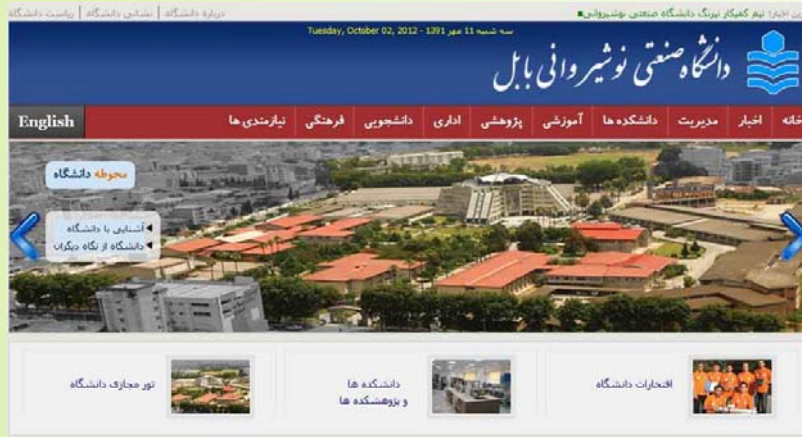 تیم کفیکار نیرنگ دانشگاه صنعتی نوشیروانی
درباره دانشگاه | نشانی دانشگاه | ریاست دانشگاه
سه شنبه 11 مهر 1391 - Tuesday, October 02, 2012
دانشگاه صنعتی نوشیروانی بابل
خانه اخبار مدیریت دانشکده ها آموزشی پژوهشی اداری دانشجویی فرهنگی نیازمندی ها English
محوطه دانشگاه
آشنایی با دانشگاه
دانشگاه از نگاه دیگران
افتخارات دانشگاه
دانشکده ها
و پژوهشکده ها
تور مجازی دانشگاه